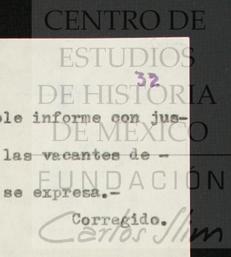 CENTRO DE
ESTUDIOS
32
DE HISTORIA
ble informe con jus-
DE MÉXICO
las vacantes de -
FUNDACIÓN
se expresa.-
Corregido.
Carlos Slim